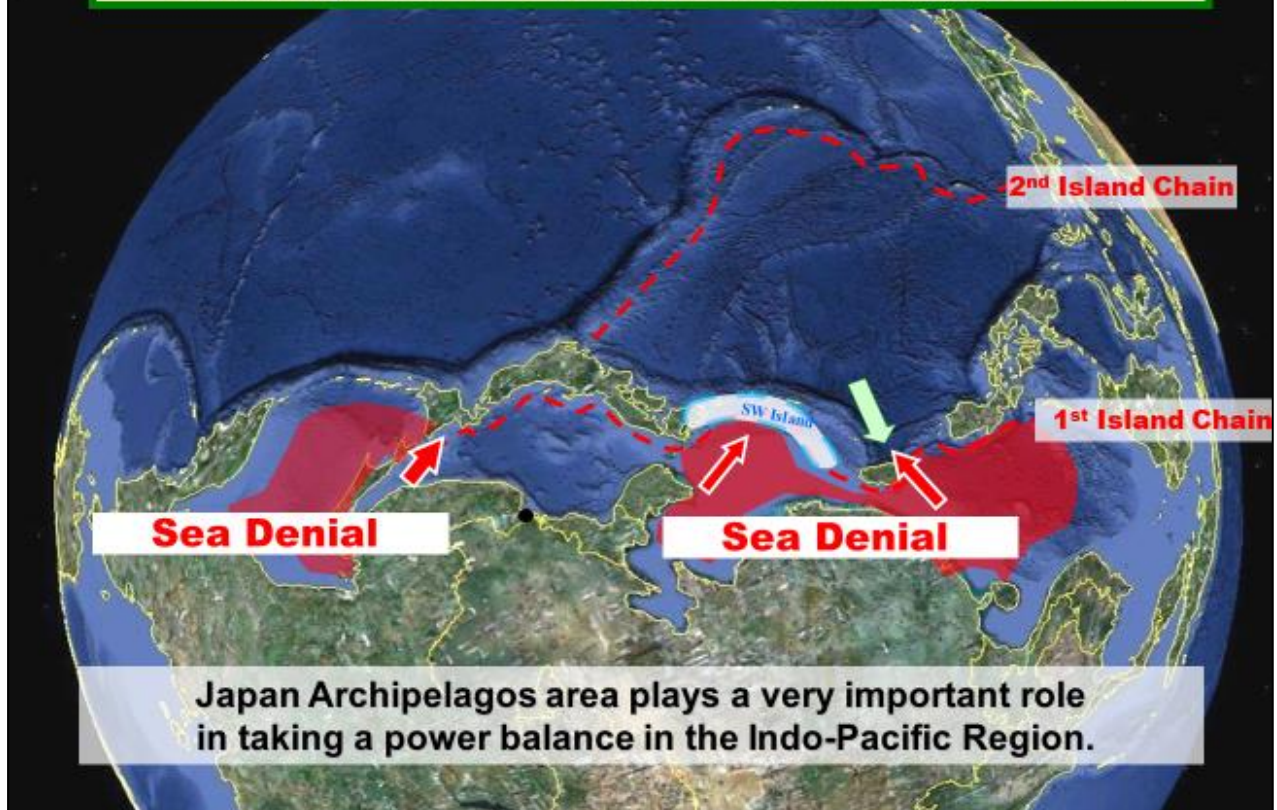 2nd Island Chain
SW Island
1st Island Chain
Sea Denial
Sea Denial
Japan Archipelagos area plays a very important role
in taking a power balance in the Indo-Pacific Region.